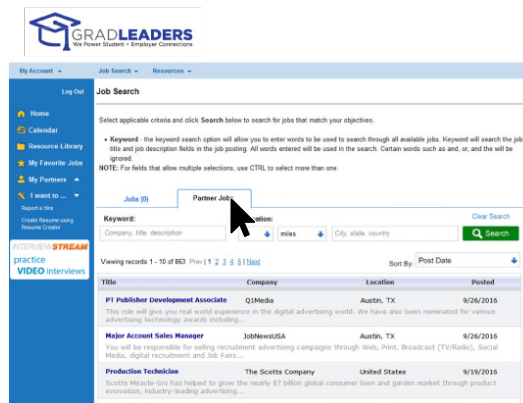 GRADLEADERS
We Power Student - Employer Connections
My Account
Job Search
Resources
Log Out
Home
Calendar
Resource Library
My Favorite Jobs
My Partners
I want to ...
Report a Hire
Create Resume using
Resume Creator
INTERVIEWSTREAM
practice
VIDEO interviews
Job Search
Select applicable criteria and click Search below to search for jobs that match your objectives.
• Keyword - the keyword search option will allow you to enter words to be used to search through all available jobs. Keyword will search the job
title and job description fields in the job posting. All words entered will be used in the search. Certain words such as and, or, and the will be
ignored.
NOTE: For fields that allow multiple selections, use CTRL to select more than one.
Jobs (0)
Partner Jobs
Keyword:
Clear Search
Company, title, description
miles
City, state, country
Search
Viewing records 1 - 10 of 863 Prev | 1 2 3 4 5 | Next
Sort By: Post Date
Title Company Location Posted
PT Publisher Development Associate Q1Media Austin, TX 9/26/2016
This role will give you real world experience in the digital advertising world. We have also been nominated for various
advertising technology awards including...
Major Account Sales Manager JobNewsUSA Austin, TX 9/26/2016
You will be responsible for selling recruitment advertising campaigns through Web, Print, Broadcast (TV/Radio), Social
Media, digital recruitment and Job Fairs...
Production Technician The Scotts Company United States 9/19/2016
Scotts Miracle-Gro has helped to grow the nearly $7 billion global consumer lawn and garden market through product
innovation, industry-leading advertising...